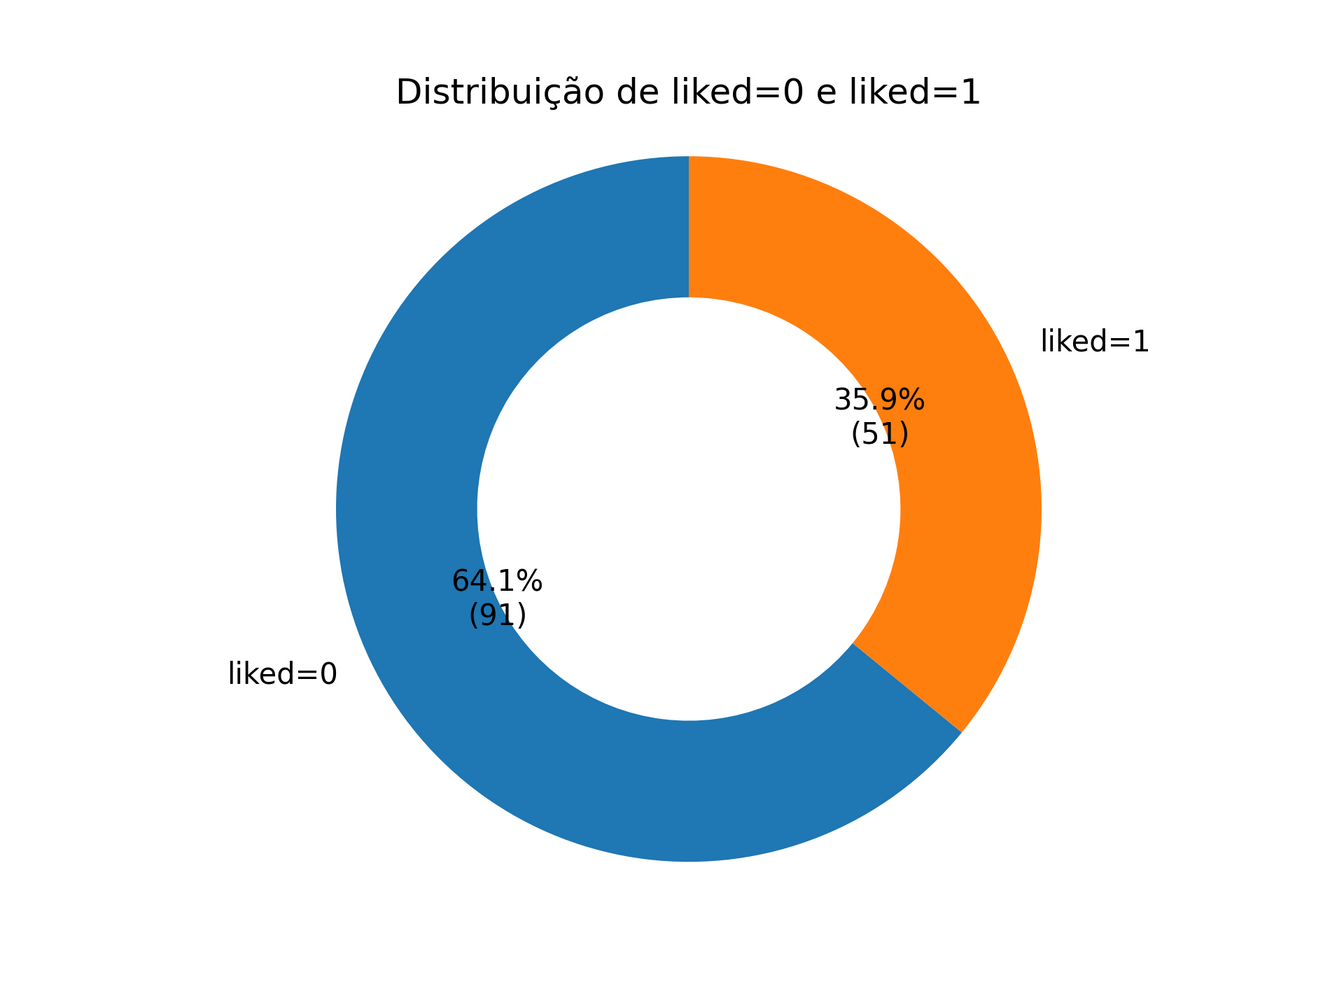 Distribuição de liked=0 e liked=1
liked=1
35.9%
(51)
64.1%
(91)
liked=0